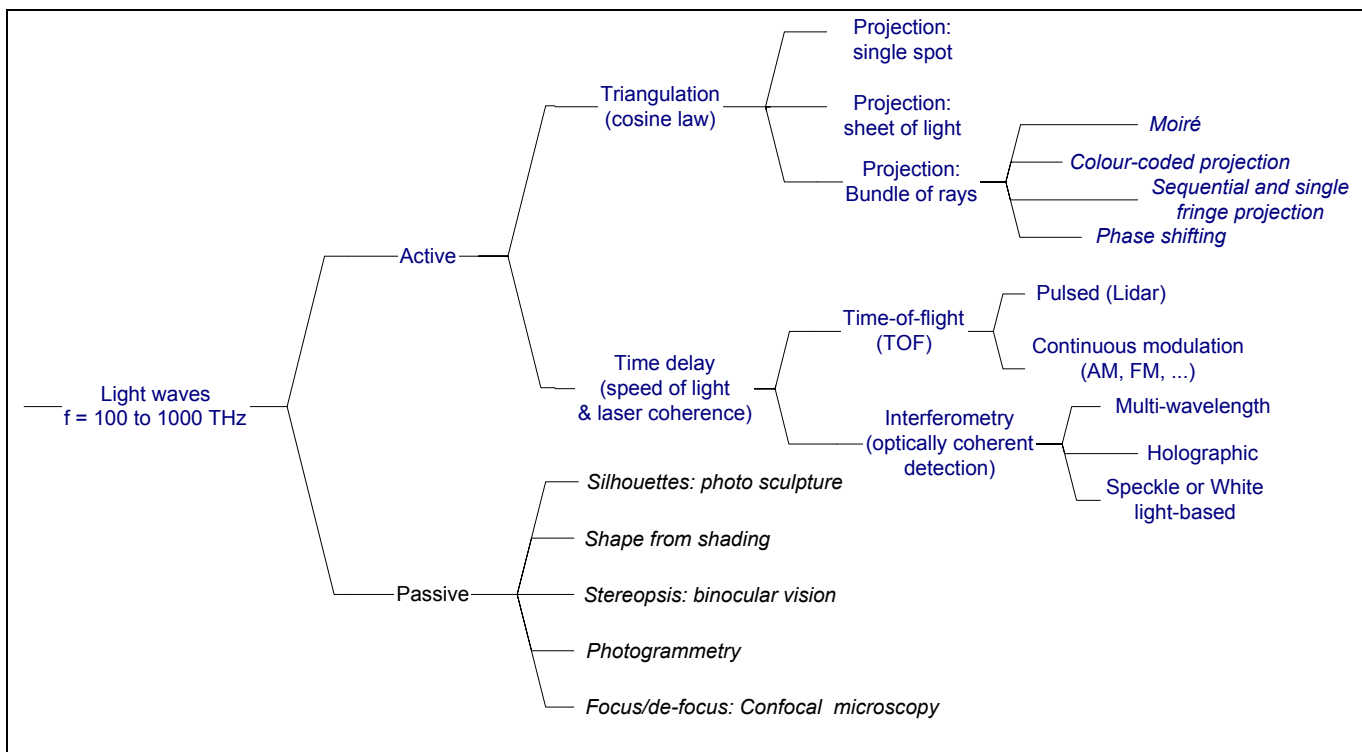 Projection:
single spot
Triangulation
(cosine law)
Projection:
sheet of light
Moiré
Projection:
Bundle of rays
Colour-coded projection
Sequential and single
fringe projection
Phase shifting
Active
Time-of-flight
(TOF)
Pulsed (Lidar)
Continuous modulation
(AM, FM, ...)
Time delay
(speed of light
& laser coherence)
Light waves
f = 100 to 1000 THz
Interferometry
(optically coherent
detection)
Multi-wavelength
Holographic
Speckle or White
light-based
Silhouettes: photo sculpture
Shape from shading
Passive
Stereopsis: binocular vision
Photogrammetry
Focus/de-focus: Confocal microscopy